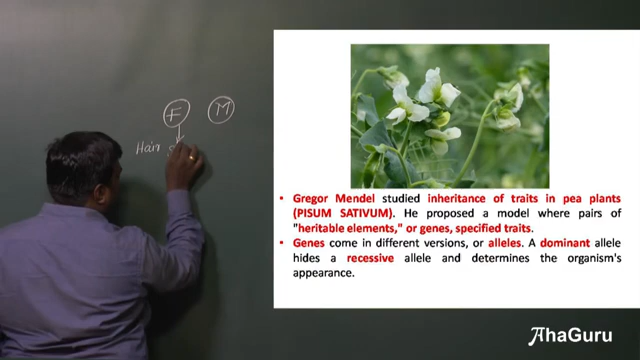 F M
Hair
• Gregor Mendel studied inheritance of traits in pea plants
(PISUM SATIVUM). He proposed a model where pairs of
"heritable elements," or genes, specified traits.
• Genes come in different versions, or alleles. A dominant allele
hides a recessive allele and determines the organism's
appearance.
AhaGuru